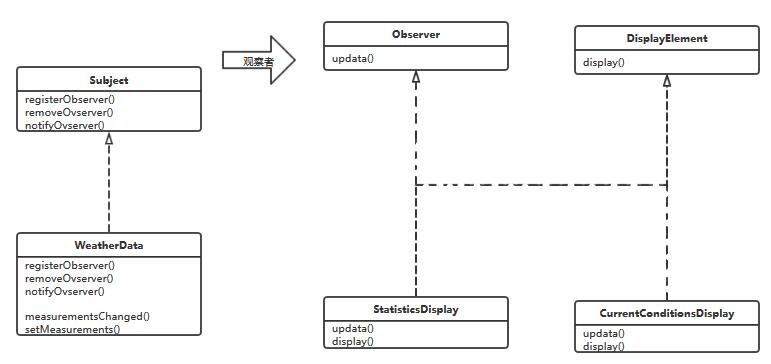 Subject
registerObserver()
removeOvserver()
notifyOvserver()
观察者
Observer
updata()
DisplayElement
display()
WeatherData
registerObserver()
removeOvserver()
notifyOvserver()
measurementsChanged()
setMeasurements()
StatisticsDisplay
updata()
display()
CurrentConditionsDisplay
updata()
display()